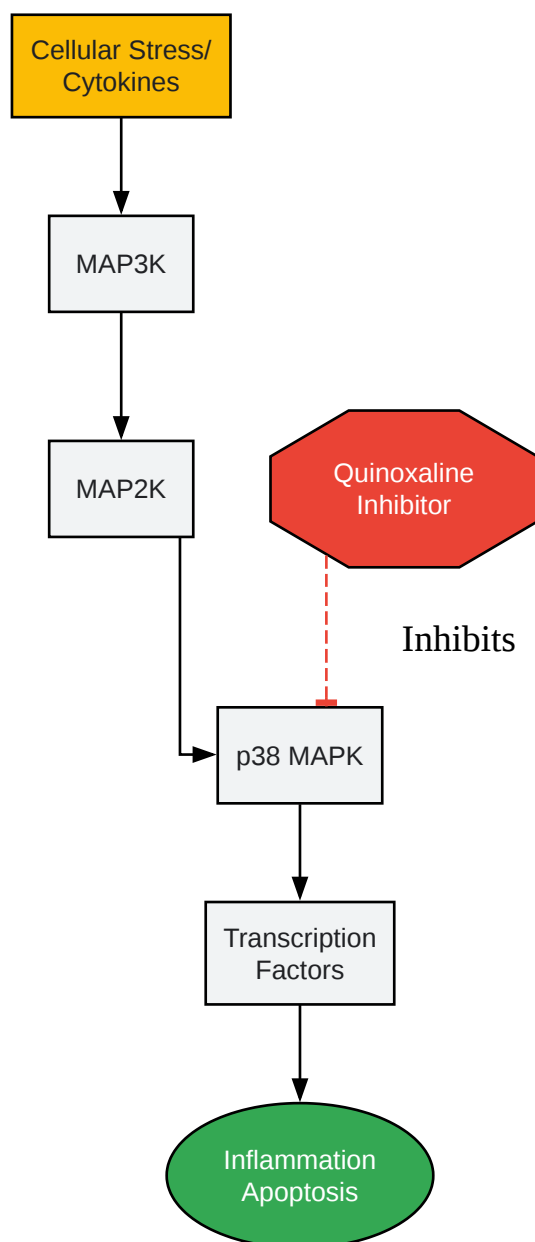 Cellular Stress/
Cytokines
MAP3K
MAP2K
Quinoxaline
Inhibitor
Inhibits
p38 MAPK
Transcription
Factors
Inflammation
Apoptosis